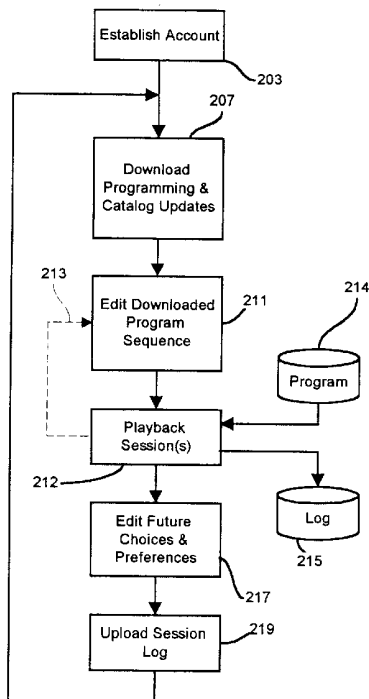 Establish Account
203
207
Download
Programming &
Catalog Updates
213
Edit Downloaded
Program
Sequence
211
214
Program
Playback
Session(s)
212
Log
215
Edit Future
Choices &
Preferences
217
Upload Session
Log
219